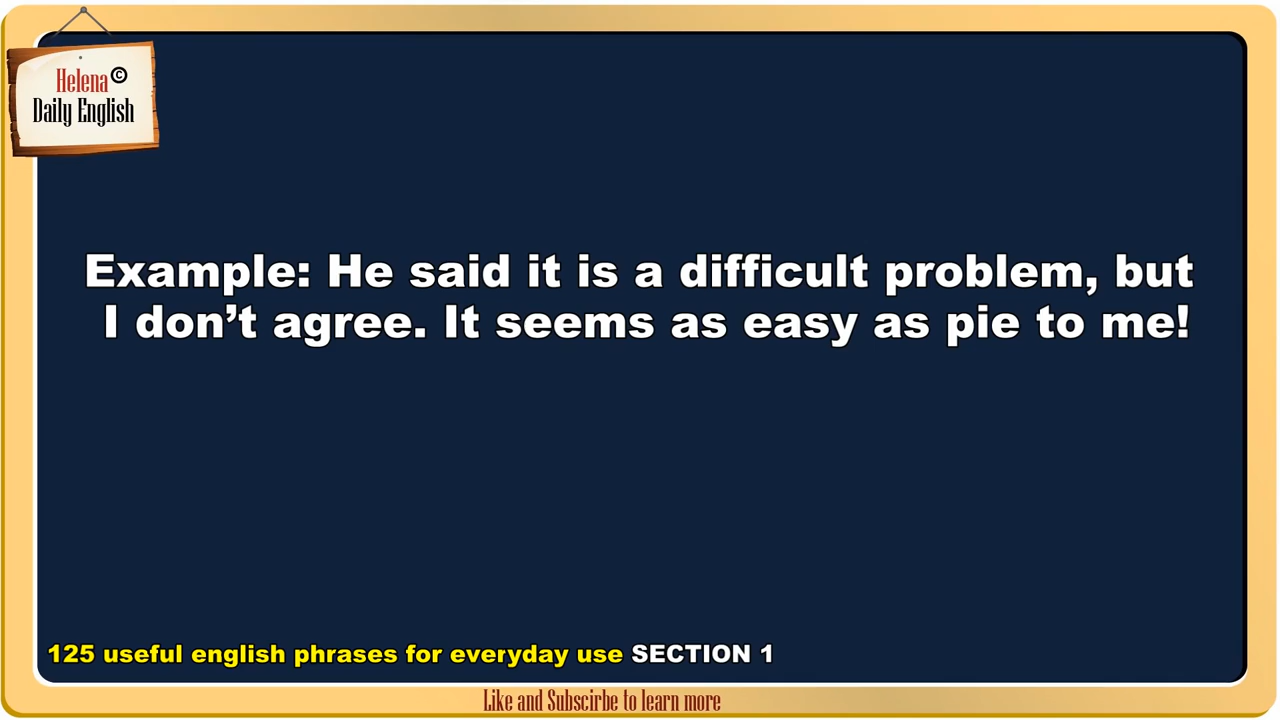 Helena ©
Daily English
Example: He said it is a difficult problem, but
I don’t agree. It seems as easy as pie to me!
125 useful english phrases for everyday use SECTION 1
Like and Subscirbe to learn more